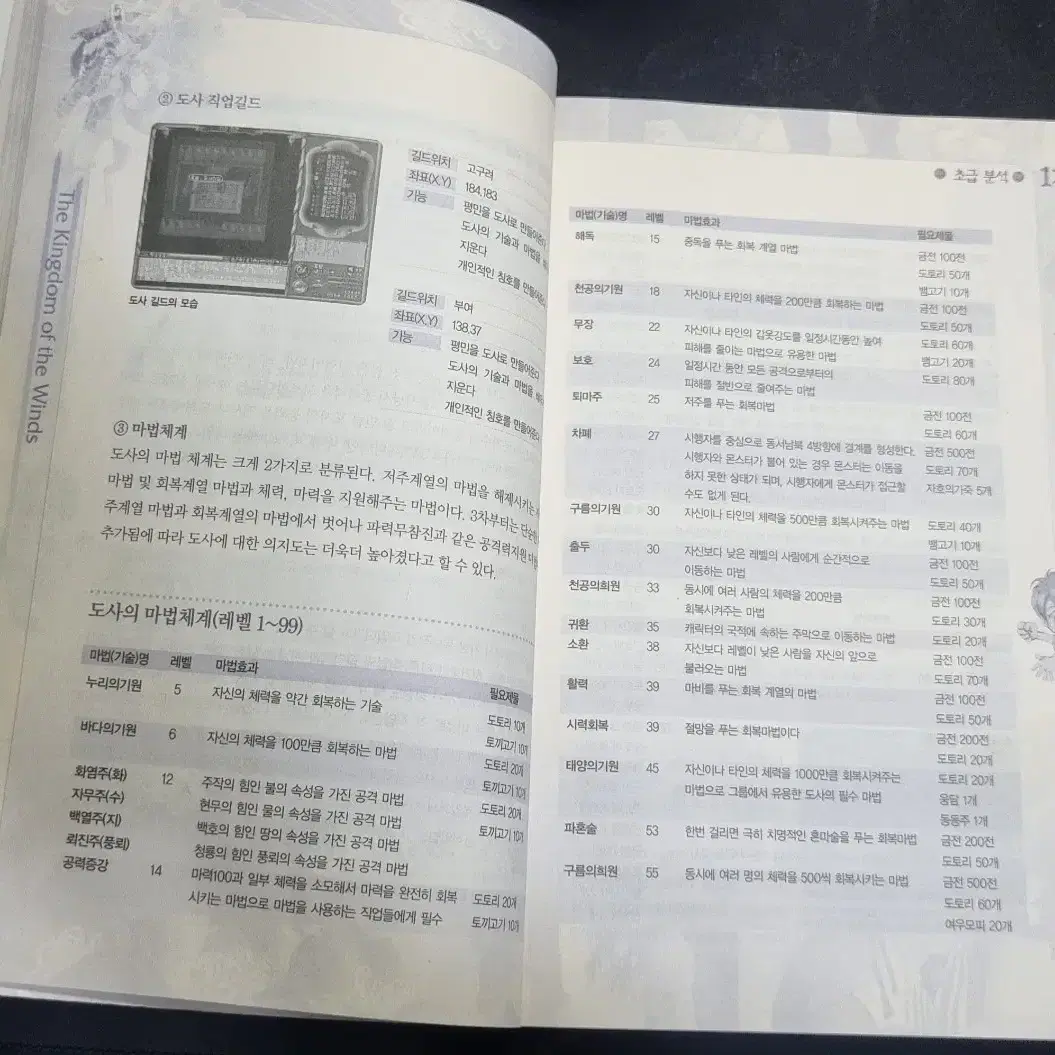 The Kingdom of the Winds
② 도사 직업길드
도사 길드의 모습
길드위치 고구려
좌표(X,Y) 184,183
가능 평민을 도사로 만들어준다
도사의 기술과 마법을
지운다
개인적인 칭호를 만들어준다
길드위치 부여
좌표(X,Y) 138,37
가능 평민을 도사로 만들어준다
도사의 기술과 마법을
지운다
개인적인 칭호를 만들어준다
③ 마법체계
도사의 마법 체계는 크게 2가지로 분류된다. 저주계열의 마법을 해제시키는
마법 및 회복계열 마법과 체력, 마력을 지원해주는 마법이다. 3차부터는
주계열 마법과 회복계열의 마법에서 벗어나 파력무참진과 같은 공격력지원
추가됨에 따라 도사에 대한 의지도는 더욱더 높아졌다고 할 수 있다.
도사의 마법체계(레벨 1~99)
마법(기술)명 레벨 마법효과 필요제물
누리의기원 5 자신의 체력을 약간 회복하는 기술 도토리 10개
토끼고기 10개
바다의기원 6 자신의 체력을 100만큼 회복하는 마법 도토리 20개
토끼고기 10개
화염주(화) 12 주작의 힘인 불의 속성을 가진 공격 마법 도토리 20개
자무주(수) 현무의 힘인 물의 속성을 가진 공격 마법 토끼고기 10개
백열주(지) 백호의 힘인 땅의 속성을 가진 공격 마법
뢰진주(풍뢰) 청룡의 힘인 풍뢰의 속성을 가진 공격 마법
공력증강 14 마력100과 일부 체력을 소모해서 마력을 완전히 회복 도토리 20개
시키는 마법으로 마법을 사용하는 직업들에게 필수 토끼고기 10개
초급 분석
마법(기술)명 레벨 마법효과 필요제물
해독 15 중독을 푸는 회복 계열 마법 금전 100전
도토리 50개
뱀고기 10개
천공의기원 18 자신이나 타인의 체력을 200만큼 회복하는 마법 금전 100전
도토리 50개
무장 22 자신이나 타인의 갑옷강도를 일정시간동안 높여 도토리 60개
피해를 줄이는 마법으로 유용한 마법 뱀고기 20개
보호 24 일정시간 동안 모든 공격으로부터의 도토리 80개
피해를 절반으로 줄여주는 마법
퇴마주 25 저주를 푸는 회복마법 금전 100전
도토리 60개
차폐 27 시행자를 중심으로 동서남북 4방향에 결계를 형성한다. 금전 500전
시행자와 몬스터가 붙어 있는 경우 몬스터는 이동을 도토리 70개
하지 못한 상태가 되며, 시행자에게 몬스터가 접근할 자호의가죽 5개
수도 없게 된다.
구름의기원 30 자신이나 타인의 체력을 500만큼 회복시켜주는 마법 도토리 40개
뱀고기 10개
출두 30 자신보다 낮은 레벨의 사람에게 순간적으로 금전 100전
이동하는 마법 도토리 50개
천공의희원 33 동시에 여러 사람의 체력을 200만큼 금전 100전
회복시켜주는 마법 도토리 30개
귀환 35 캐릭터의 국적에 속하는 주막으로 이동하는 마법 도토리 20개
소환 38 자신보다 레벨이 낮은 사람을 자신의 앞으로 금전 100전
불러오는 마법 도토리 70개
활력 39 마비를 푸는 회복 계열의 마법 금전 100전
도토리 50개
시력회복 39 절망을 푸는 회복마법이다 금전 200전
도토리 20개
태양의기원 45 자신이나 타인의 체력을 1000만큼 회복시켜주는 도토리 20개
마법으로 그룹에서 유용한 도사의 필수 마법 웅담 1개
동동주 1개
파혼술 53 한번 걸리면 극히 치명적인 혼마술을 푸는 회복마법 금전 200전
도토리 50개
구름의희원 55 동시에 여러 명의 체력을 500씩 회복시키는 마법 금전 500전
도토리 60개
여우모피 20개